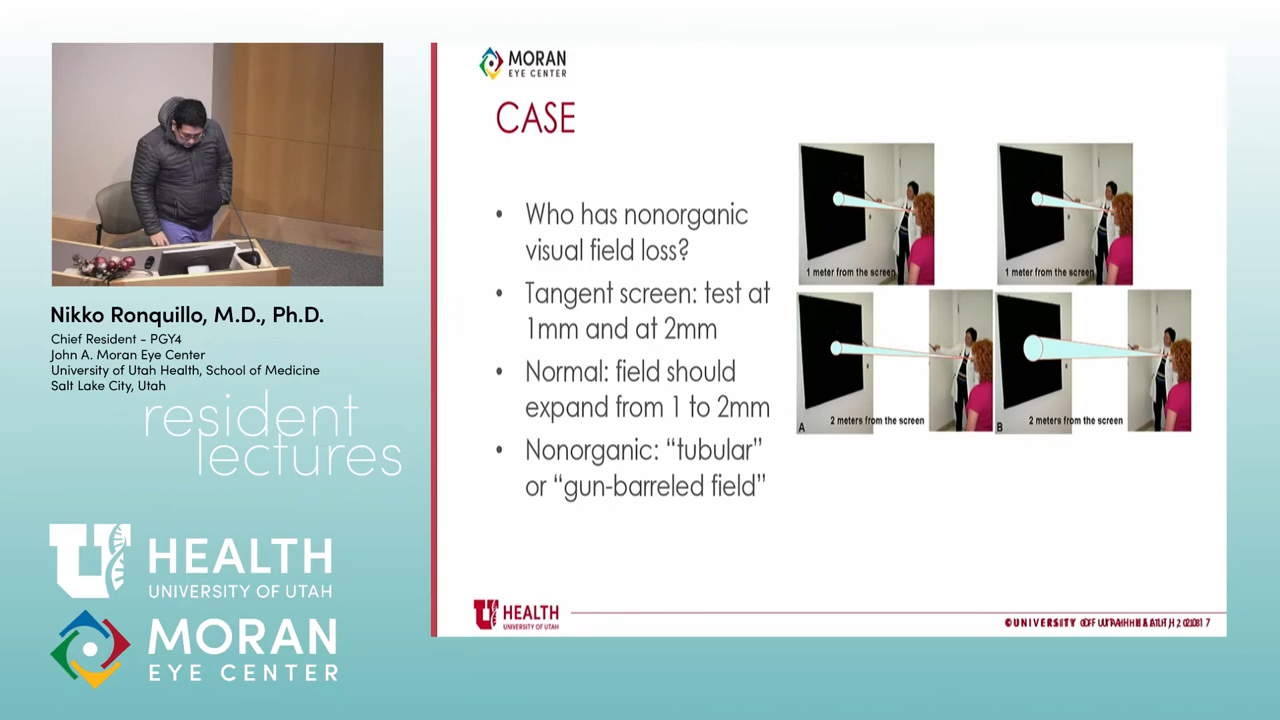 Nikko Ronquillo, M.D., Ph.D.
Chief Resident - PGY4
John A. Moran Eye Center
University of Utah Health, School of Medicine
Salt Lake City, Utah
resident
lectures
U HEALTH
UNIVERSITY OF UTAH
MORAN
EYE CENTER
MORAN
EYE CENTER
CASE
• Who has nonorganic
visual field loss?
• Tangent screen: test at
1mm and at 2mm
• Normal: field should
expand from 1 to 2mm
• Nonorganic: “tubular”
or “gun-barreled field”
1 meter from the screen
1 meter from the screen
2 meters from the screen
A
2 meters from the screen
B
U HEALTH
UNIVERSITY OF UTAH
©UNIVERSITY OF UTAH HEALTH,